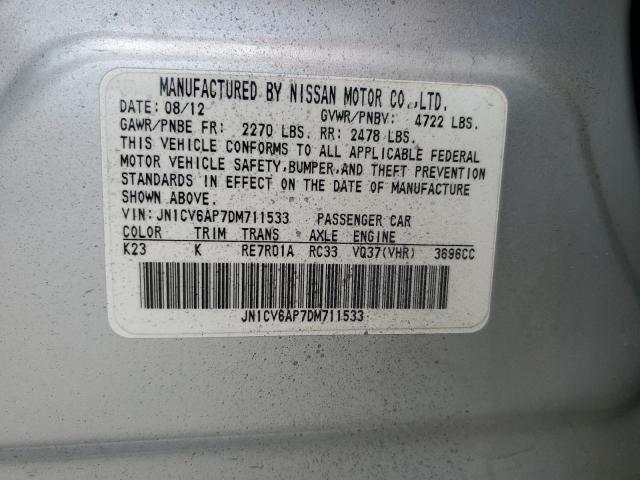 MANUFACTURED BY NISSAN MOTOR CO.,LTD.
DATE: 08/12 GVWR/PNBV: 4722 LBS.
GAWR/PNBE FR: 2270 LBS. RR: 2478 LBS.
THIS VEHICLE CONFORMS TO ALL APPLICABLE FEDERAL
MOTOR VEHICLE SAFETY,BUMPER,AND THEFT PREVENTION
STANDARDS IN EFFECT ON THE DATE OF MANUFACTURE
SHOWN ABOVE.
VIN:JN1CV6AP7DM711533 PASSENGER CAR
COLOR TRIM TRANS AXLE ENGINE
K23 K RE7R01A RC33 VQ37(VHR) 3696CC
JN1CV6AP7DM711533